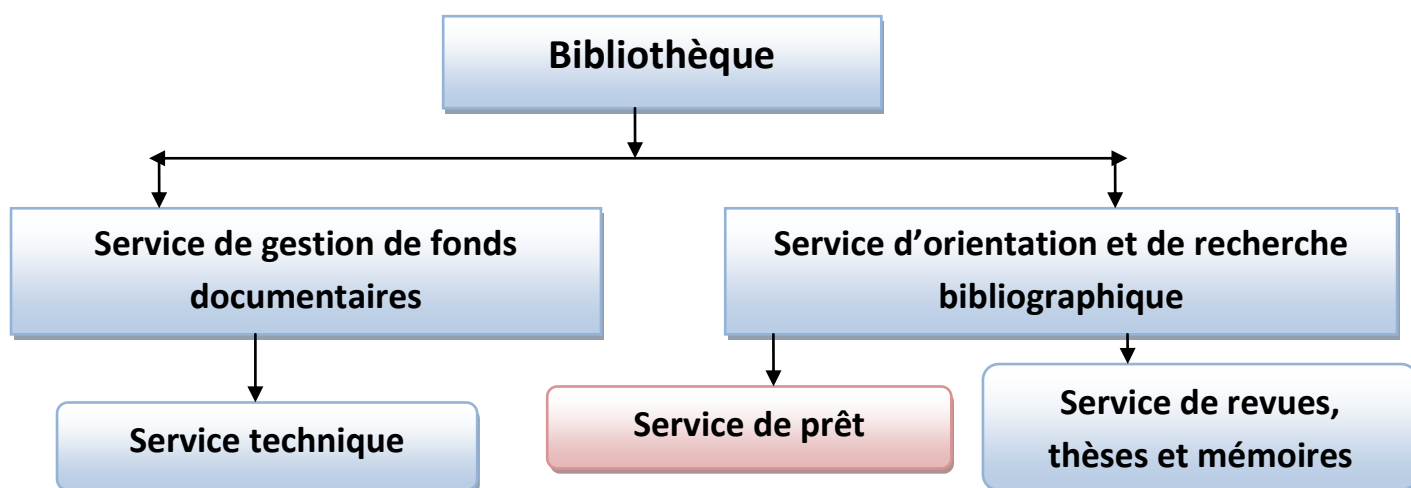 Bibliothèque
Service de gestion de fonds
documentaires
Service d’orientation et de recherche
bibliographique
Service technique
Service de prêt
Service de revues,
thèses et mémoires